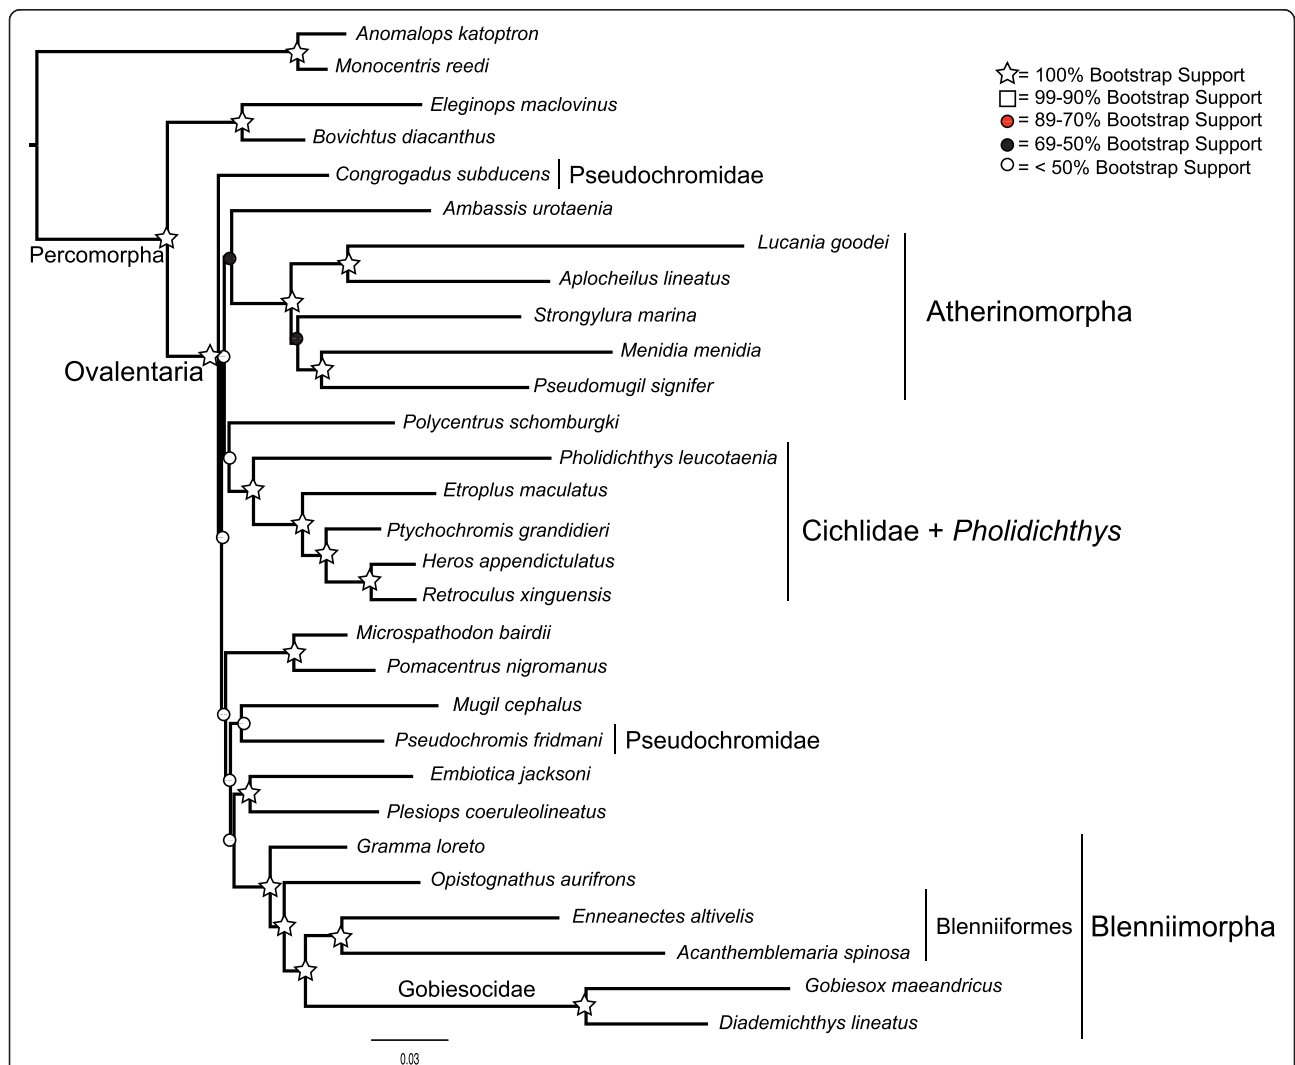 Anomalops katoptron
Monocentris reedi
= 100% Bootstrap Support
= 99-90% Bootstrap Support
= 89-70% Bootstrap Support
= 69-50% Bootstrap Support
= < 50% Bootstrap Support
Eleginops maclovinus
Bovichtus diacanthus
Congrogadus subducens
Pseudochromidae
Ambassis urotaenia
Percomorpha
Lucania goodei
Aplocheilus lineatus
Strongylura marina
Atherinomorpha
Menidia menidia
Ovalentaria
Pseudomugil signifer
Polycentrus schomburgki
Pholidichthys leucotaenia
Etroplus maculatus
Ptychochromis grandidieri
Cichlidae + Pholidichthys
Heros appendictulatus
Retroculus xinguensis
Microspathodon bairdii
Pomacentrus nigromanus
Mugil cephalus
Pseudochromis fridmani
Pseudochromidae
Embiotica jacksoni
Plesiops coeruleolineatus
Gramma loreto
Opistognathus aurifrons
Enneanectes altivelis
Blenniiformes
Blenniimorpha
Acanthemblemaria spinosa
Gobiesocidae
Gobiesox maeandricus
Diademichthys lineatus
0.03